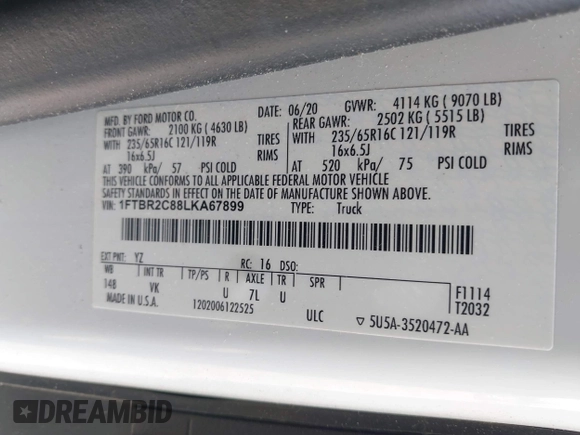 MFD. BY FORD MOTOR CO. DATE: 06/20 GVWR: 4114 KG ( 9070 LB)
FRONT GAWR: 2100 KG ( 4630 LB) REAR GAWR: 2502 KG ( 5515 LB)
WITH 235/65R16C 121/119R TIRES WITH 235/65R16C 121/119R TIRES
16x6.5J RIMS 16x6.5J RIMS
AT 390 kPa/ 57 PSI COLD AT 520 kPa/ 75 PSI COLD
THIS VEHICLE CONFORMS TO ALL APPLICABLE FEDERAL MOTOR VEHICLE
SAFETY STANDARDS IN EFFECT ON THE DATE OF MANUFACTURE SHOWN ABOVE.
VIN: 1FTBR2C88LKA67899 TYPE: Truck
EXT PNT: YZ RC: 16 DSO:
WB INT TR TP/PS R AXLE TR SPR F1114
148 VK U 7L U T2032
MADE IN U.S.A. 1202006122525 ULC ▽ 5U5A-3520472-AA
DREAMBID